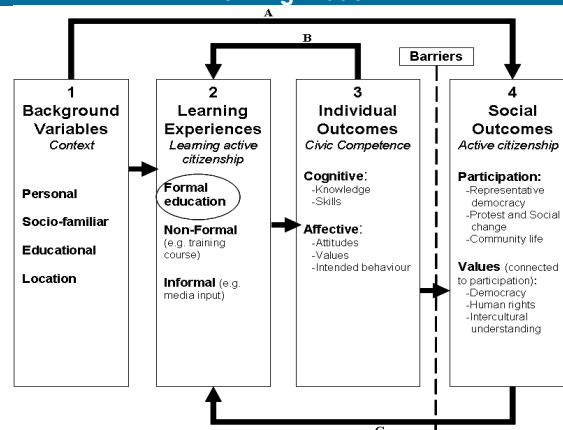 A
B
Barriers
1
Background
Variables
Context
Personal
Socio-familiar
Educational
Location
2
Learning
Experiences
Learning active
citizenship
Formal
education
Non-Formal
(e.g. training
course)
Informal (e.g.
media input)
3
Individual
Outcomes
Civic Competence
Cognitive:
-Knowledge
-Skills
Affective:
-Attitudes
-Values
-Intended behaviour
4
Social
Outcomes
Active citizenship
Participation:
-Representative
democracy
-Protest and Social
change
-Community life
Values (connected
to participation):
-Democracy
-Human rights
-Intercultural
understanding